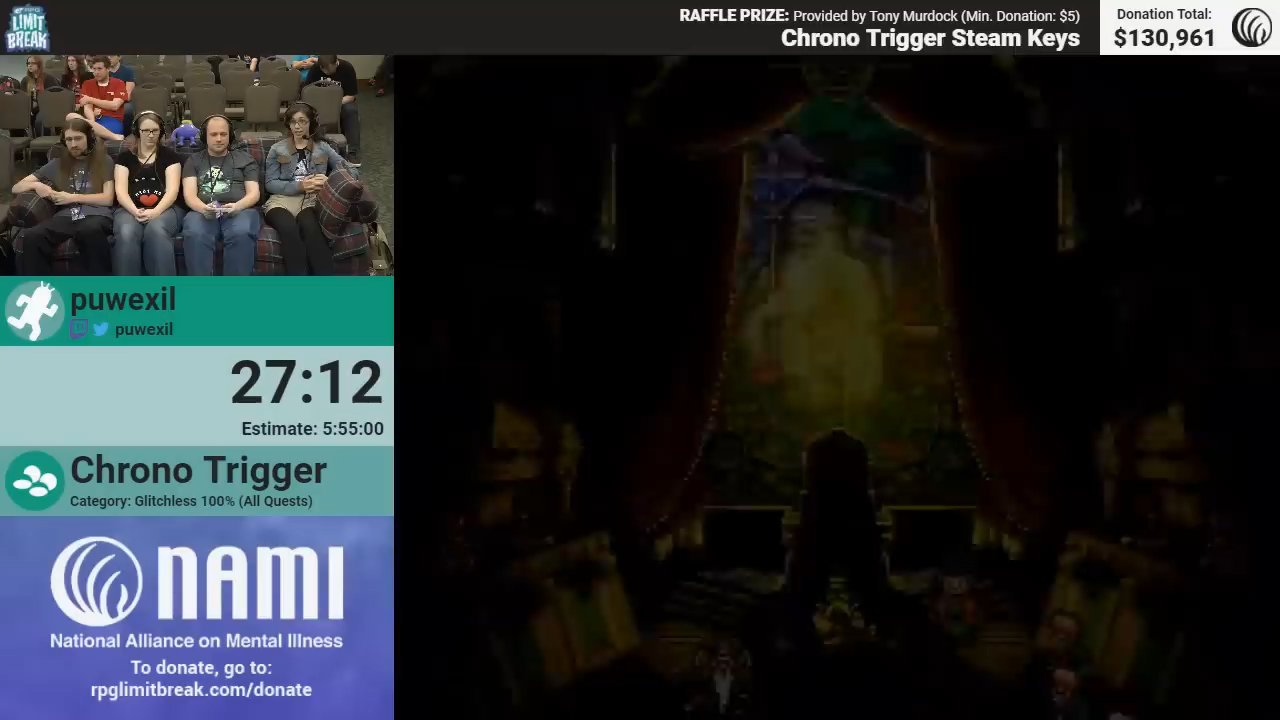 RPG
LIMIT
BREAK
RAFFLE PRIZE: Provided by Tony Murdock (Min. Donation: $5)
Chrono Trigger Steam Keys
Donation Total:
$130,961
puwexil
puwexil
27:12
Estimate: 5:55:00
Chrono Trigger
Category: Glitchless 100% (All Quests)
NAMI
National Alliance on Mental Illness
To donate, go to:
rpglimitbreak.com/donate